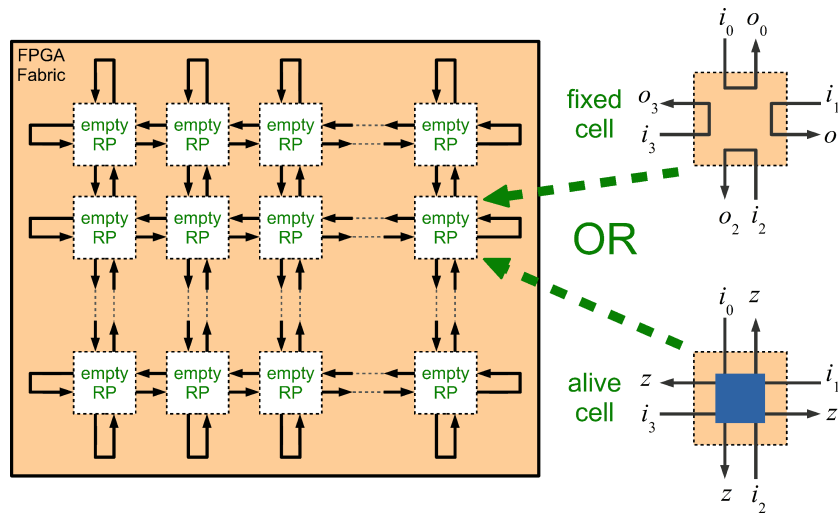 FPGA
Fabric
empty
RP
empty
RP
empty
RP
empty
RP
empty
RP
empty
RP
empty
RP
empty
RP
empty
RP
empty
RP
empty
RP
empty
RP
i0 o0
fixed
cell
o3 i1
i3 o
o2 i2
OR
i0 z
alive
cell
z i1
i3 z
z i2